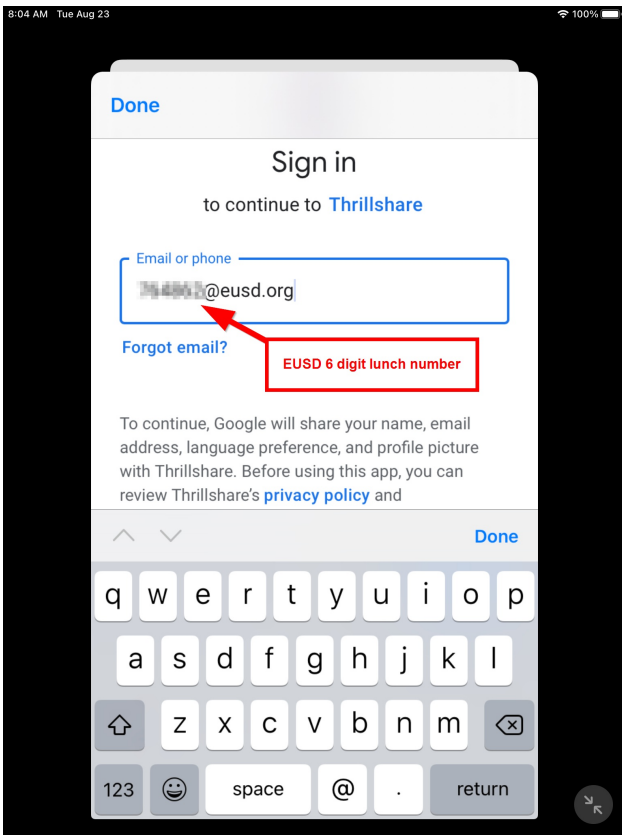 8:04 AM Tue Aug 23
100%
Done
Sign in
to continue to Thrillshare
Email or phone
@eusd.org
Forgot email?
EUSD 6 digit lunch number
To continue, Google will share your name, email
address, language preference, and profile picture
with Thrillshare. Before using this app, you can
review Thrillshare's privacy policy and
Done
q w e r t y u i o p
a s d f g h j k l
z x c v b n m
123 space @ . return